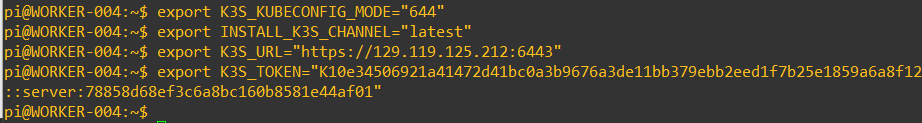 pi@WORKER-004:~$ export K3S_KUBECONFIG_MODE="644"
pi@WORKER-004:~$ export INSTALL_K3S_CHANNEL="latest"
pi@WORKER-004:~$ export K3S_URL="https://129.119.125.212:6443"
pi@WORKER-004:~$ export K3S_TOKEN="K10e34506921a41472d41bc0a3b9676a3de11bb379ebb2eed1f7b25e1859a6a8f12
::server:78858d68ef3c6a8bc160b8581e44af01"
pi@WORKER-004:~$